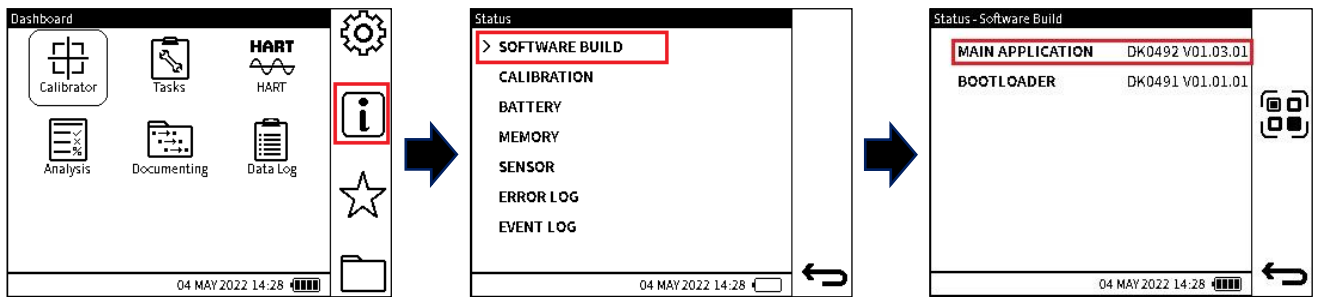 Dashboard
HART
Calibrator
Tasks
HART
Analysis
Documenting
Data Log
04 MAY 2022 14:28
Status
> SOFTWARE BUILD
CALIBRATION
BATTERY
MEMORY
SENSOR
ERROR LOG
EVENT LOG
04 MAY 2022 14:28
Status - Software Build
MAIN APPLICATION DK0492 V01.03.01
BOOTLOADER DK0491 V01.01.01
04 MAY 2022 14:28